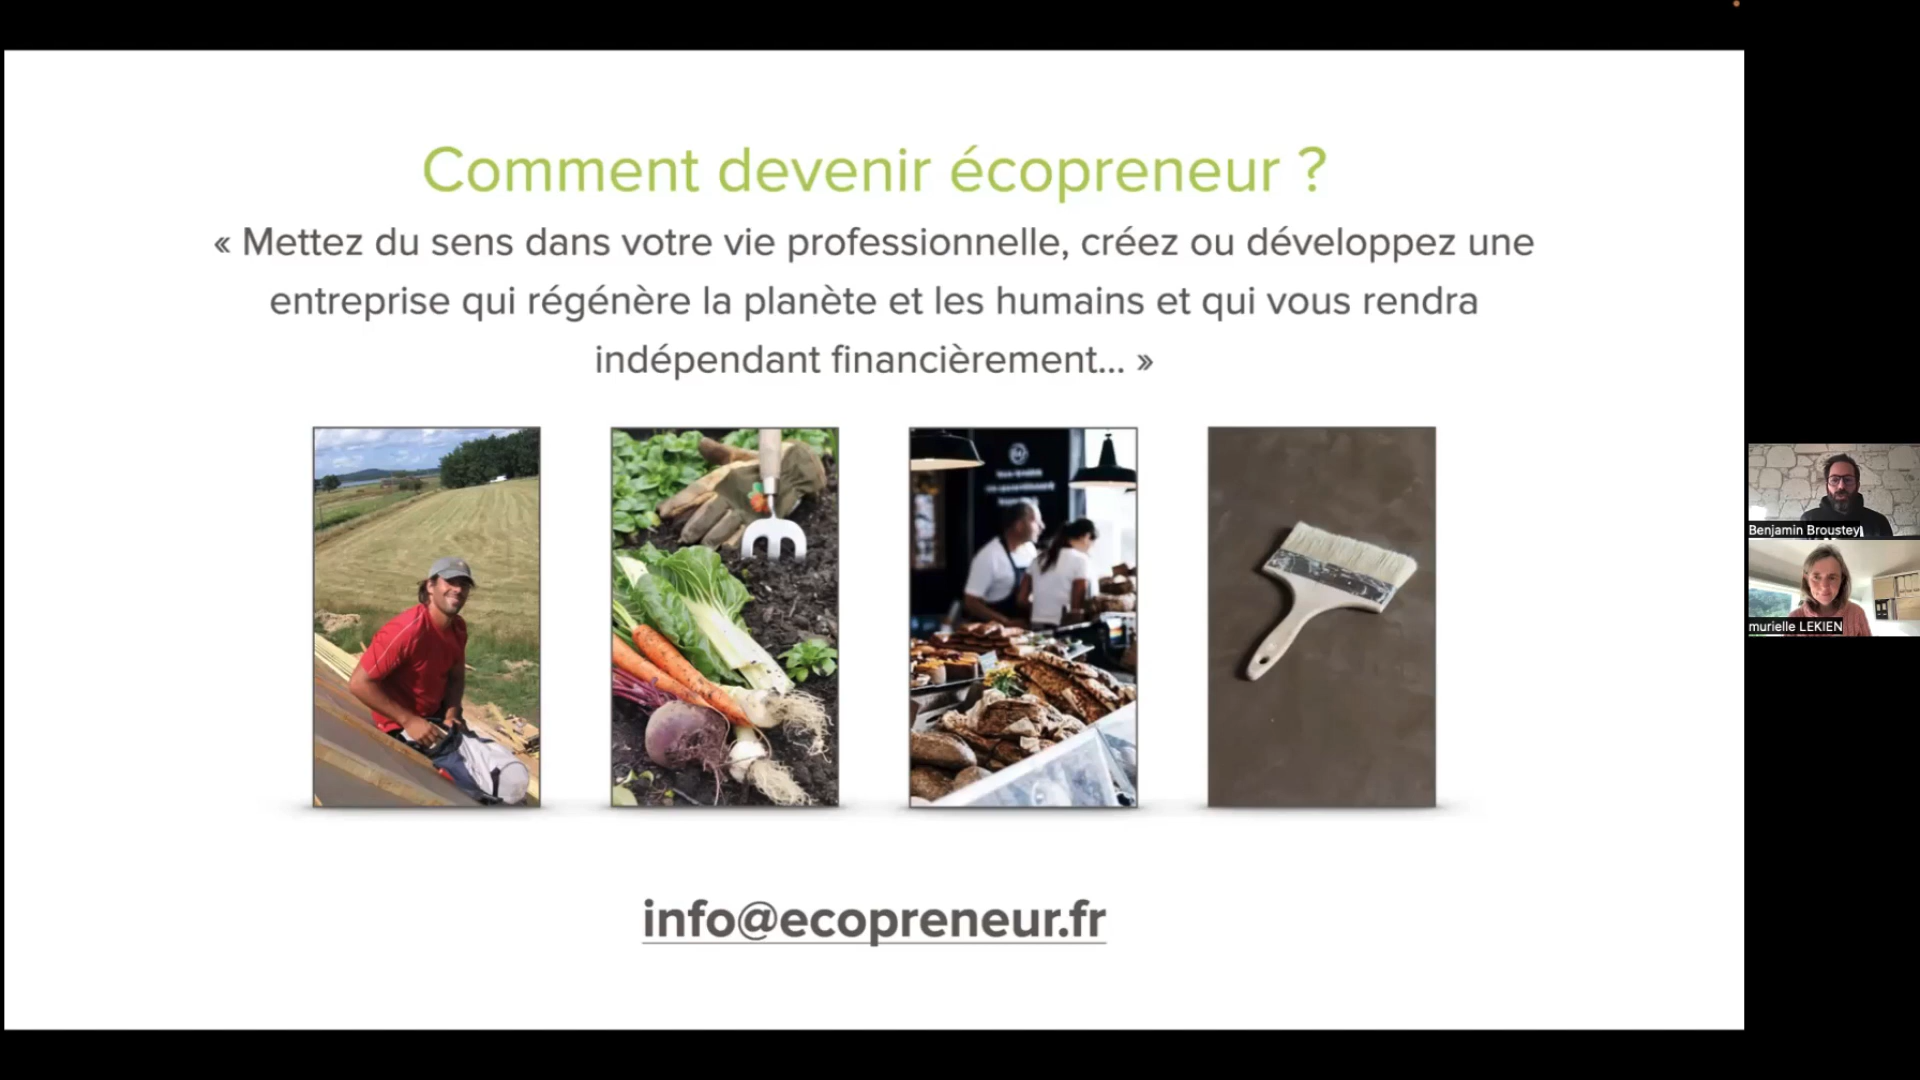 Comment devenir écopreneur ?
« Mettez du sens dans votre vie professionnelle, créez ou développez une
entreprise qui régénère la planète et les humains et qui vous rendra
indépendant financièrement... »
info@ecopreneur.fr
Benjamin Broustey
murielle LEKIEN